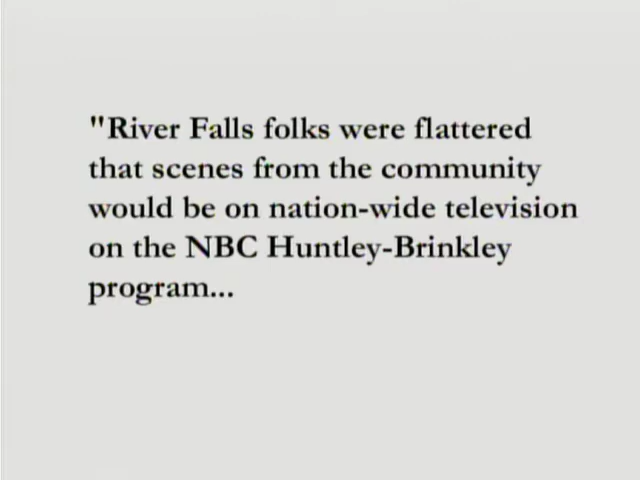 "River Falls folks were flattered
that scenes from the community
would be on nation-wide television
on the NBC Huntley-Brinkley
program...